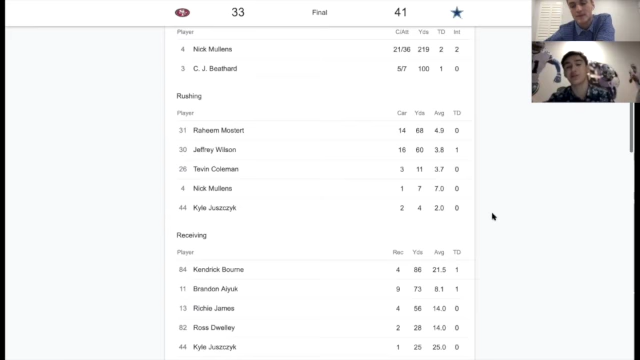 33 Final 41
Player C/Att Yds TD Int
4 Nick Mullens 21/36 219 2 2
3 C. J. Beathard 5/7 100 1 0
Rushing
Player Car Yds Avg TD
31 Raheem Mostert 14 68 4.9 0
30 Jeffrey Wilson 16 60 3.8 1
26 Tevin Coleman 3 11 3.7 0
4 Nick Mullens 1 7 7.0 0
44 Kyle Juszczyk 2 4 2.0 0
Receiving
Player Rec Yds Avg TD
84 Kendrick Bourne 4 86 21.5 1
11 Brandon Aiyuk 9 73 8.1 1
13 Richie James 4 56 14.0 0
82 Ross Dwelley 2 28 14.0 0
44 Kyle Juszczyk 1 25 25.0 0